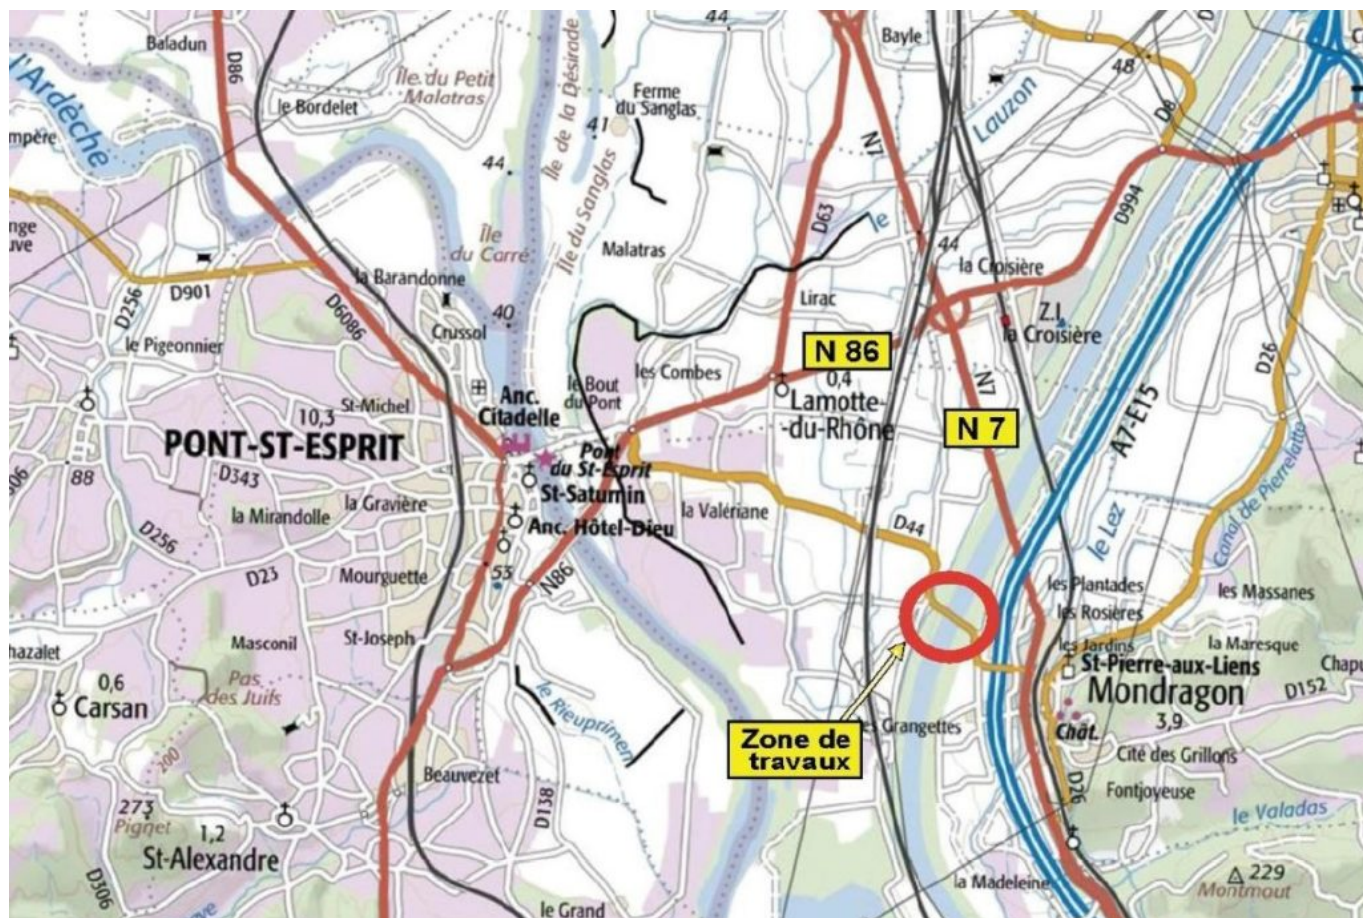 44
Baladun
D86
Bayle
l'Ardèche
Île du Petit
Malatras
le Bordelet
Île de la Désirade
Ferme
du Sanglas
41
48
D8
Lauzon
N7
44
Île du Sanglas
D63
le
D994
Île
du Carré
Malatras
44
la Croisière
la Barandonne
D901
D256
D6086
Lirac
Z.I.
la Croisière
40
Crussol
le Pigeonnier
N 86
D26
les Combes
0,4
Lamotte-
-du-Rhône
le Bout
du Pont
N7
A7-E15
Anc.
Citadelle
St-Michel
10,3
PONT-ST-ESPRIT
N 7
Pont
du St-Esprit
St-Saturnin
88
D343
la Gravière
la Valériane
la Mirandolle
Anc. Hôtel-Dieu
D44
le Lez
Canal de Pierrelatte
D256
D23
Mourguette
53
N86
les Plantades
les Massanes
les Rosières
Masconil
St-Joseph
les Jardins
la Maresque
hazalet
St-Pierre-aux-Liens
Mondragon
Chapu
D152
0,6
Carsan
Pas
des Juifs
le Rieuprimen
es Grangettes
3,9
Chât.
Zone de
travaux
Cité des Grillons
200
Beauvezet
D26
Fontjoyeuse
273
Pignet
D138
le Valadas
1,2
St-Alexandre
D306
la Madeleine
229
Montmout
le Grand